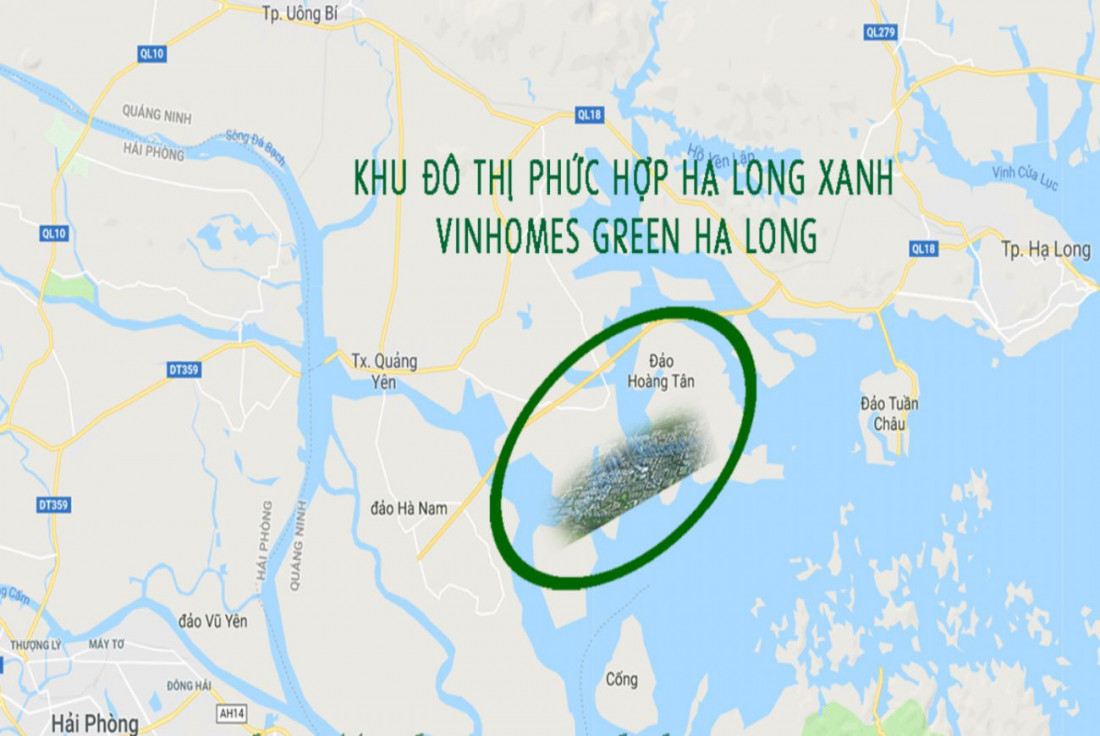 Tp. Uông Bí
QL10
QL279
QUẢNG NINH
HẢI PHÒNG
Sông Đá Bạch
QL18
Hồ Yên Lập
Vịnh Cửa Lục
KHU ĐÔ THỊ PHỨC HỢP HẠ LONG XANH
VINHOMES GREEN HẠ LONG
QL10
QL18
Tp. Hạ Long
DT359
Tx. Quảng
Yên
Đảo
Hoàng Tân
Đảo Tuần
Châu
DT359
đảo Hà Nam
HẢI PHÒNG
QUẢNG NINH
Cấm
đảo Vũ Yên
THƯỢNG LÝ
MÁY TƠ
ĐÔNG HẢI
Cống
AH14
Hải Phòng